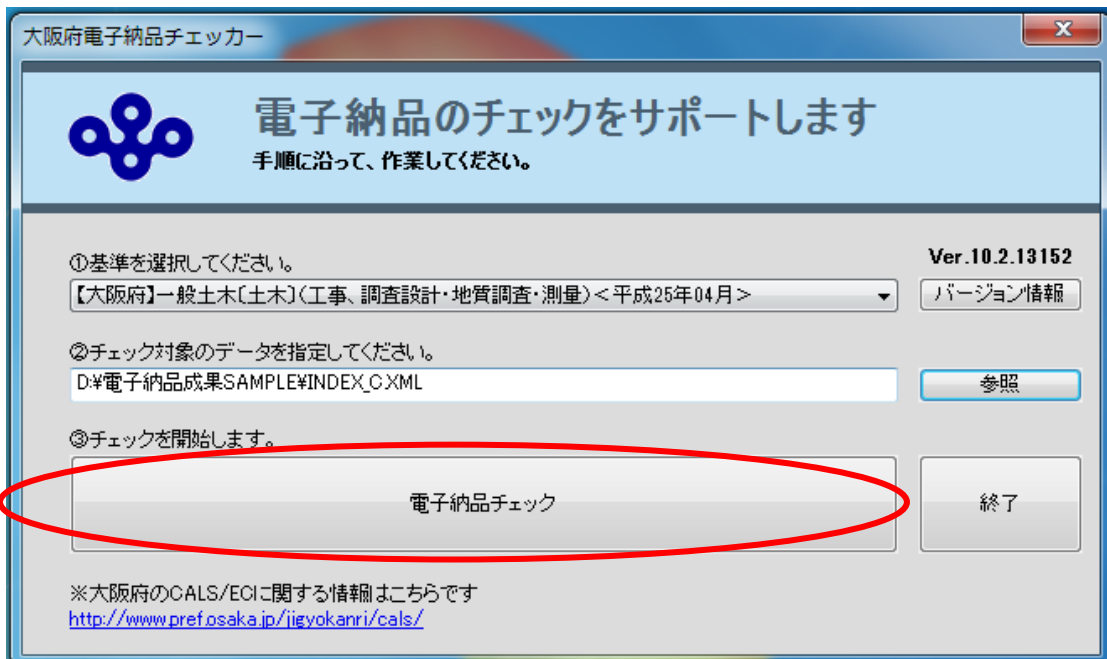 大阪府電子納品チェッカー
電子納品のチェックをサポートします
手順に沿って、作業してください。
①基準を選択してください。
Ver.10.2.13152
【大阪府】一般土木〔土木〕(工事、調査設計・地質調査・測量)<平成25年04月>
バージョン情報
②チェック対象のデータを指定してください。
D:¥電子納品成果SAMPLE¥INDEX_C.XML
参照
③チェックを開始します。
電子納品チェック
終了
※大阪府のCALS/ECに関する情報はこちらです
http://www.pref.osaka.jp/jigyokanri/cals/